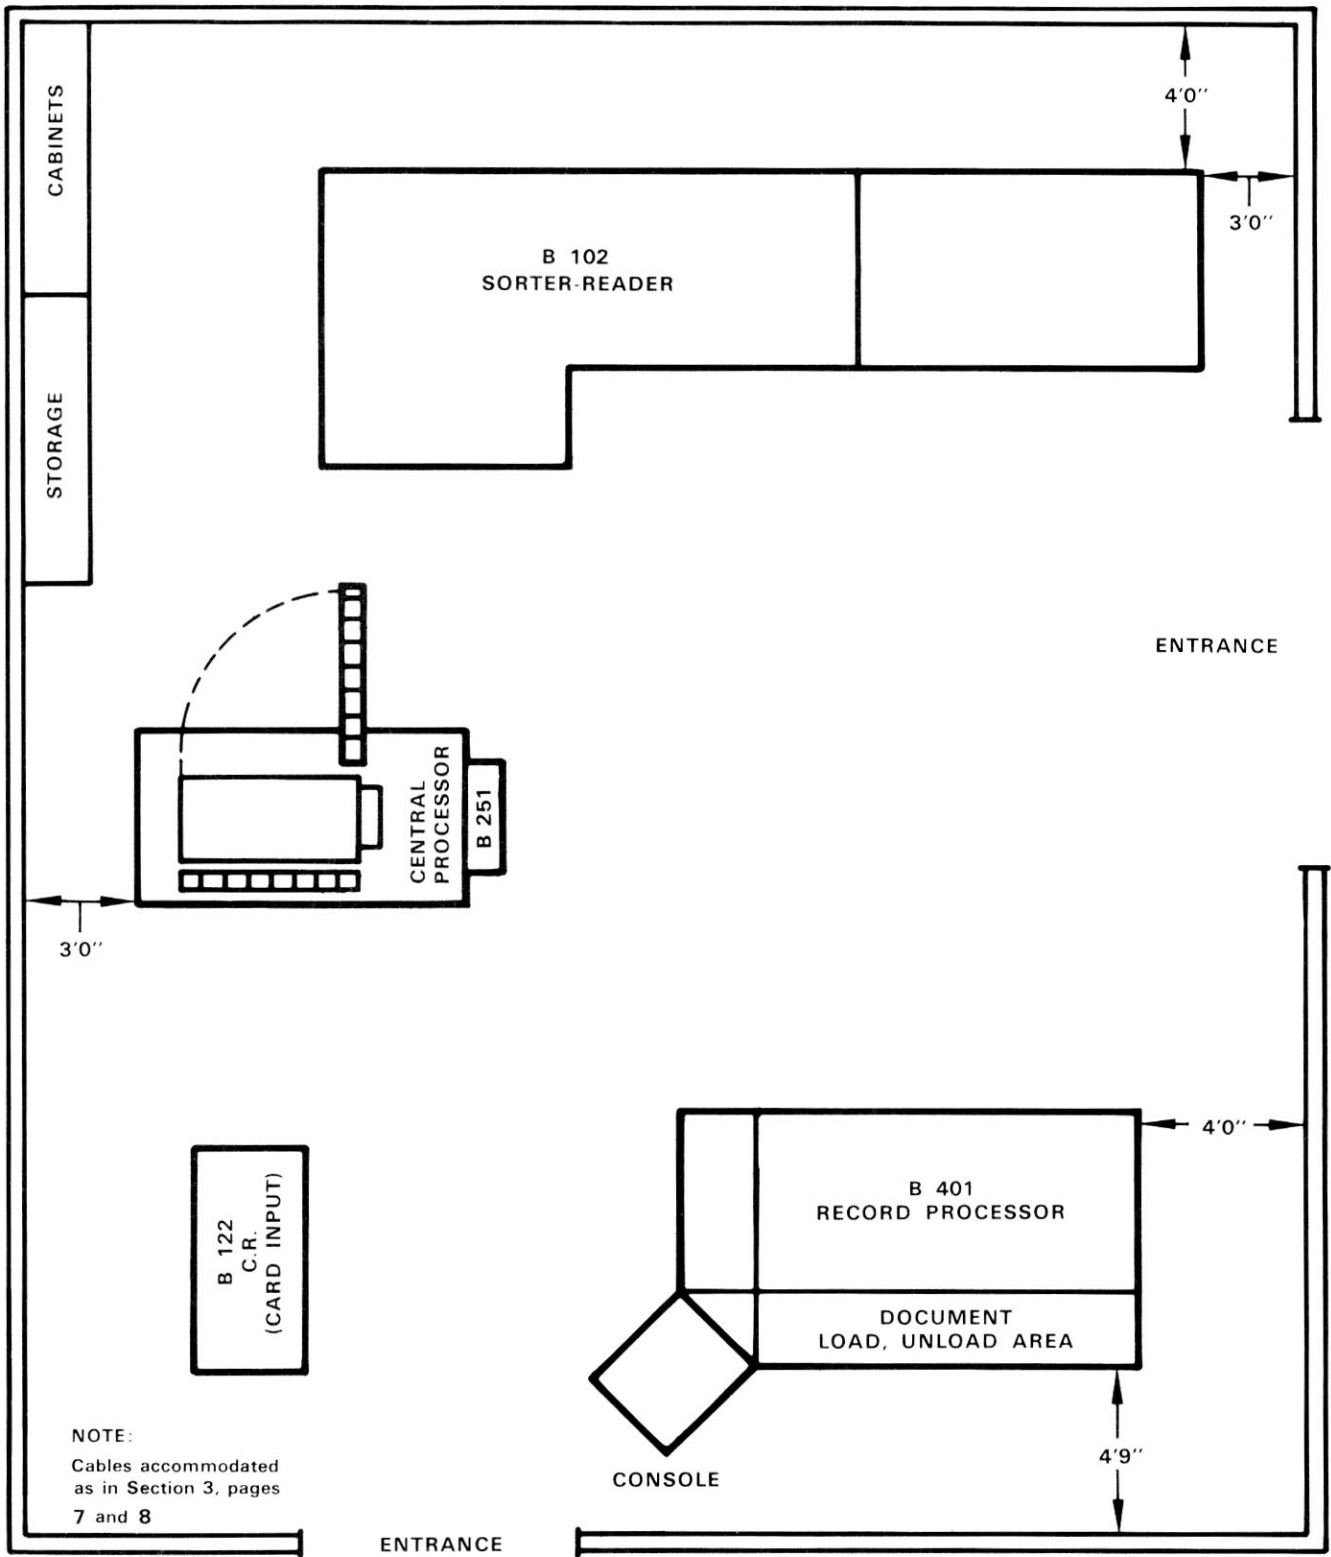 CABINETS
4'0''
3'0''
B 102
SORTER-READER
STORAGE
ENTRANCE
CENTRAL
PROCESSOR
B 251
3'0''
4'0''
B 401
RECORD PROCESSOR
B 122
C.R.
(CARD INPUT)
DOCUMENT
LOAD, UNLOAD AREA
NOTE:
Cables accommodated
as in Section 3, pages
7 and 8
4'9''
CONSOLE
ENTRANCE